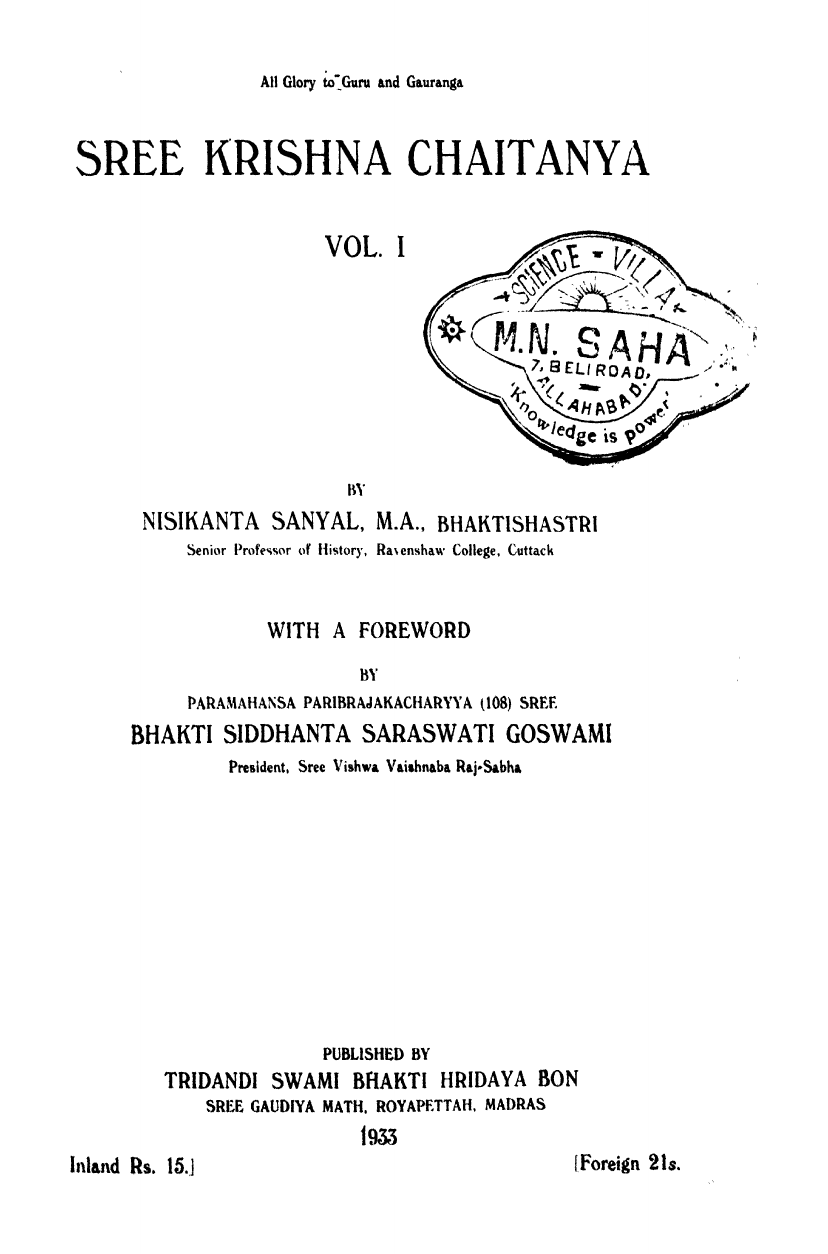 All Glory to Guru and Gauranga
SREE KRISHNA CHAITANYA
VOL. I
SCIENCE - VILLA
M.N. SAHA
7, BELI ROAD,
ALLAHABAD.
'Knowledge is power'
BY
NISIKANTA SANYAL, M.A., BHAKTISHASTRI
Senior Professor of History, Ravenshaw College, Cuttack
WITH A FOREWORD
BY
PARAMAHANSA PARIBRAJAKACHARYYA (108) SREE
BHAKTI SIDDHANTA SARASWATI GOSWAMI
President, Sree Vishwa Vaishnaba Raj-Sabha
PUBLISHED BY
TRIDANDI SWAMI BHAKTI HRIDAYA BON
SREE GAUDIYA MATH, ROYAPETTAH, MADRAS
1933
Inland Rs. 15.] [Foreign 21s.